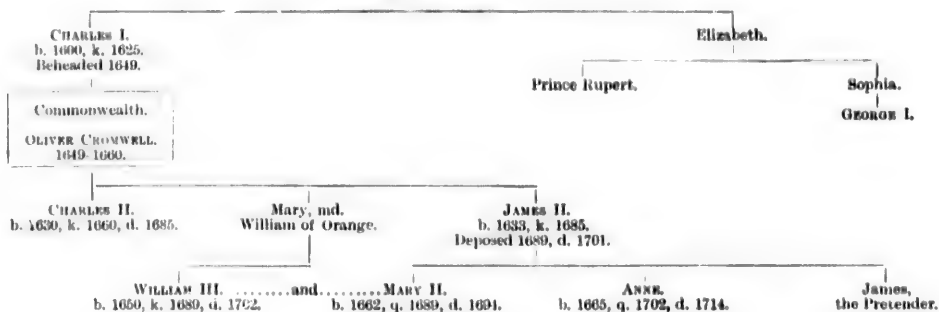 CHARLES I.
b. 1600, k. 1625.
Beheaded 1649.
Elizabeth.
Prince Rupert.
Sophia.
GEORGE I.
Commonwealth.
OLIVER CROMWELL.
1649-1660.
CHARLES II.
b. 1630, k. 1660, d. 1685.
Mary, md.
William of Orange.
JAMES II.
b. 1633, k. 1685.
Deposed 1689, d. 1701.
WILLIAM III. ........and........ MARY II.
b. 1650, k. 1689, d. 1702.
b. 1662, q. 1689, d. 1694.
ANNE.
b. 1665, q. 1702, d. 1714.
James,
the Pretender.